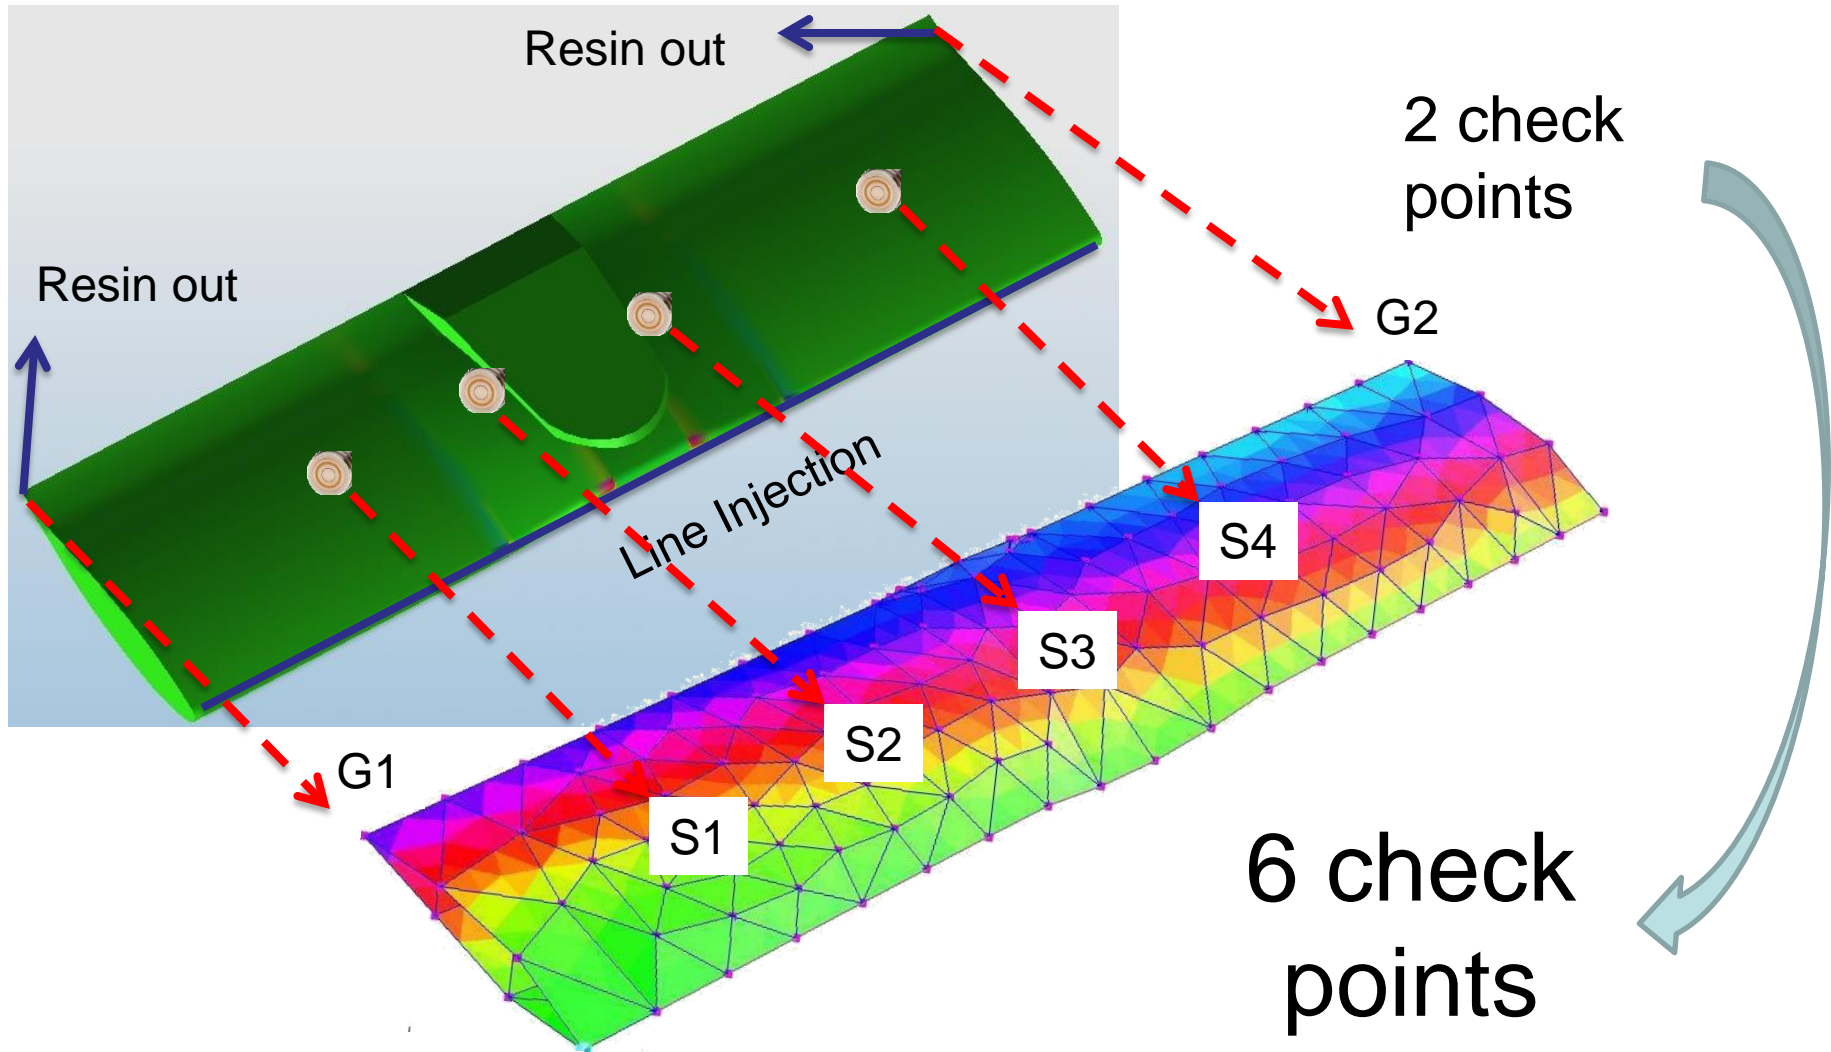 Resin out
2 check
points
Resin out
G2
Line Injection
S4
S3
S2
G1
S1
6 check
points